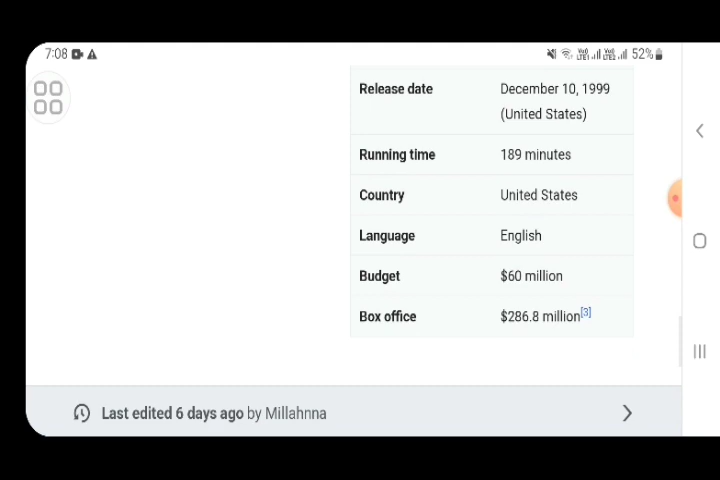 7:08 52%
Release date December 10, 1999
(United States)
Running time 189 minutes
Country United States
Language English
Budget $60 million
Box office $286.8 million[3]
Last edited 6 days ago by Millahnna